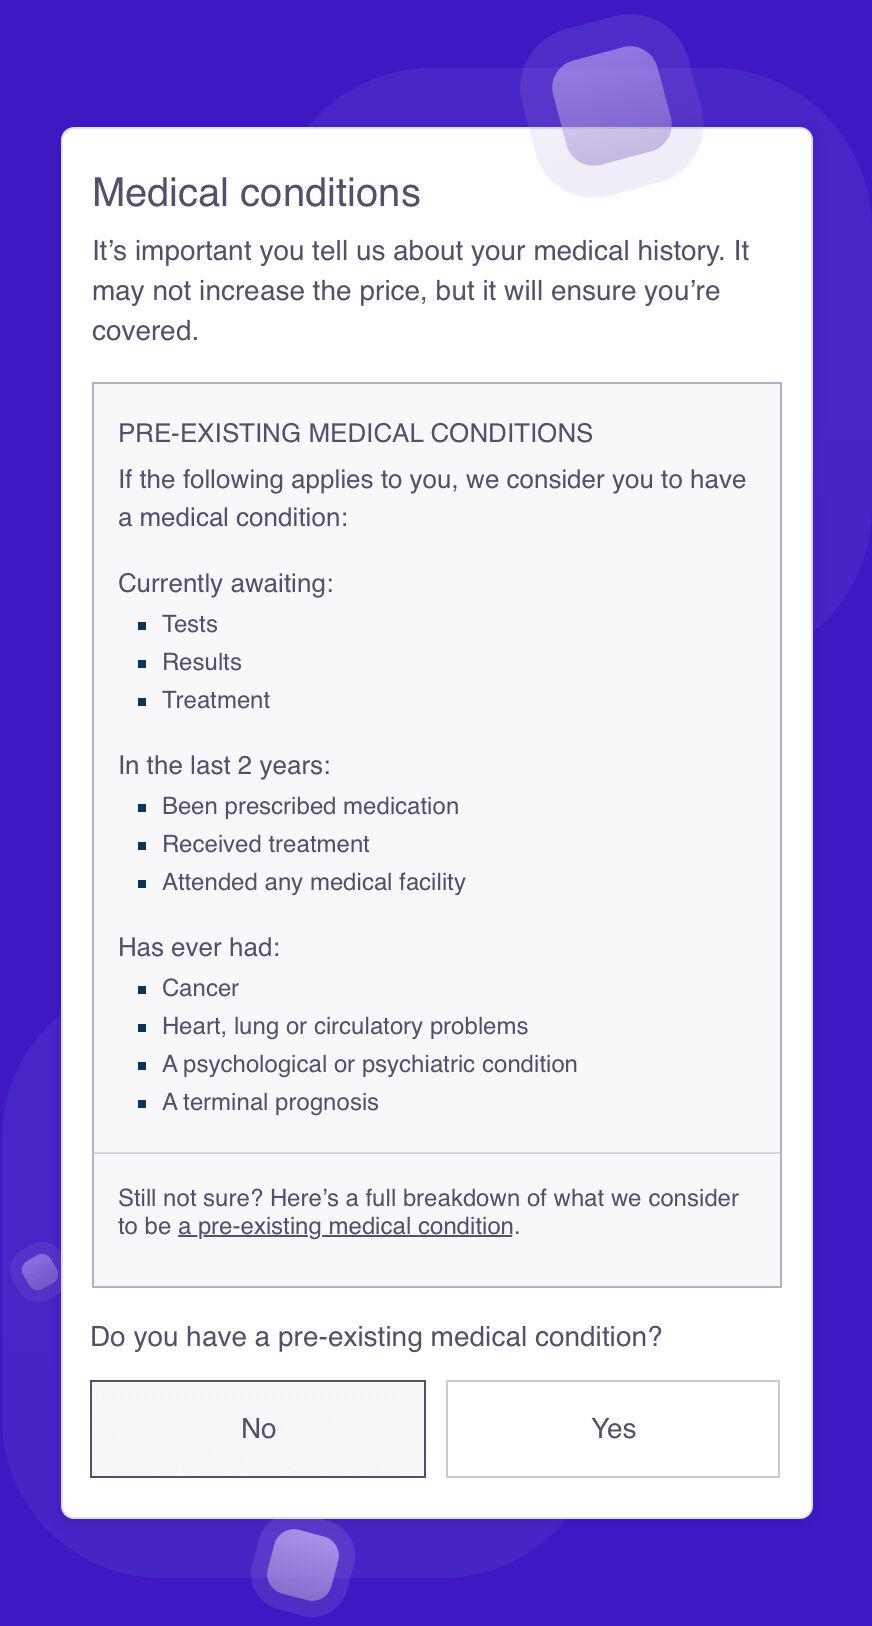 Medical conditions
It’s important you tell us about your medical history. It
may not increase the price, but it will ensure you’re
covered.
PRE-EXISTING MEDICAL CONDITIONS
If the following applies to you, we consider you to have
a medical condition:
Currently awaiting:
Tests
Results
Treatment
In the last 2 years:
Been prescribed medication
Received treatment
Attended any medical facility
Has ever had:
Cancer
Heart, lung or circulatory problems
A psychological or psychiatric condition
A terminal prognosis
Still not sure? Here’s a full breakdown of what we consider
to be a pre-existing medical condition.
Do you have a pre-existing medical condition?
No
Yes